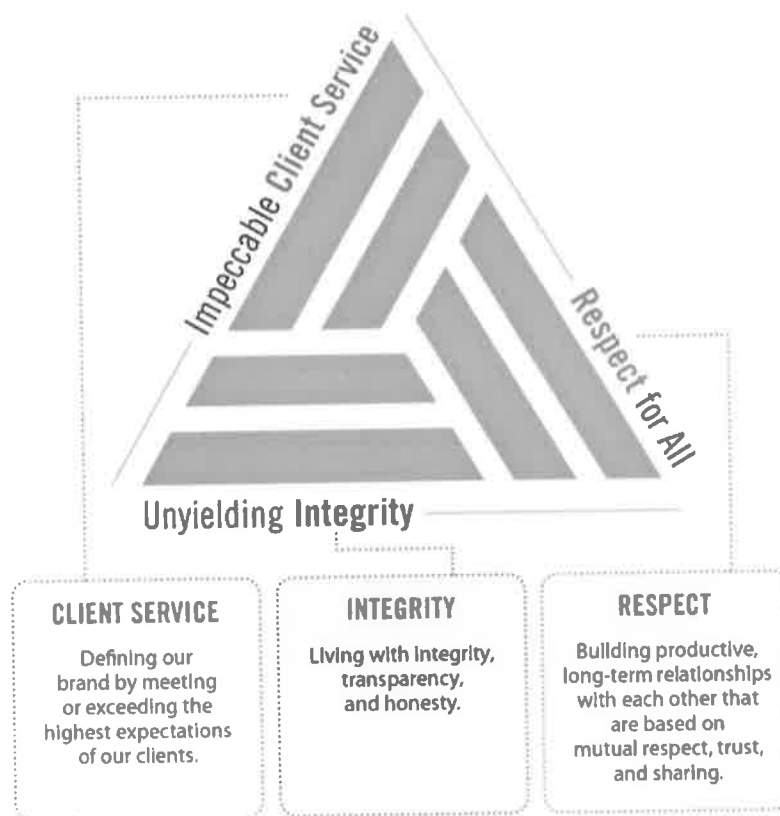 Impeccable Client Service
Respect for All
Unyielding Integrity
CLIENT SERVICE
Defining our
brand by meeting
or exceeding the
highest expectations
of our clients.
INTEGRITY
Living with integrity,
transparency,
and honesty.
RESPECT
Building productive,
long-term relationships
with each other that
are based on
mutual respect, trust,
and sharing.